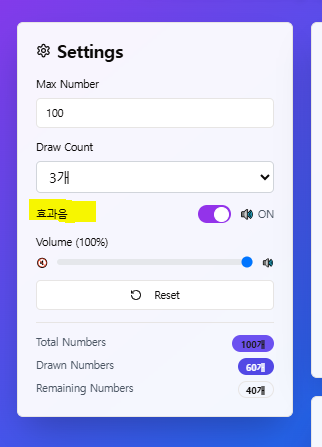 Settings
Max Number
100
Draw Count
3개
효과음 ON
Volume (100%)
Reset
Total Numbers 100개
Drawn Numbers 60개
Remaining Numbers 40개